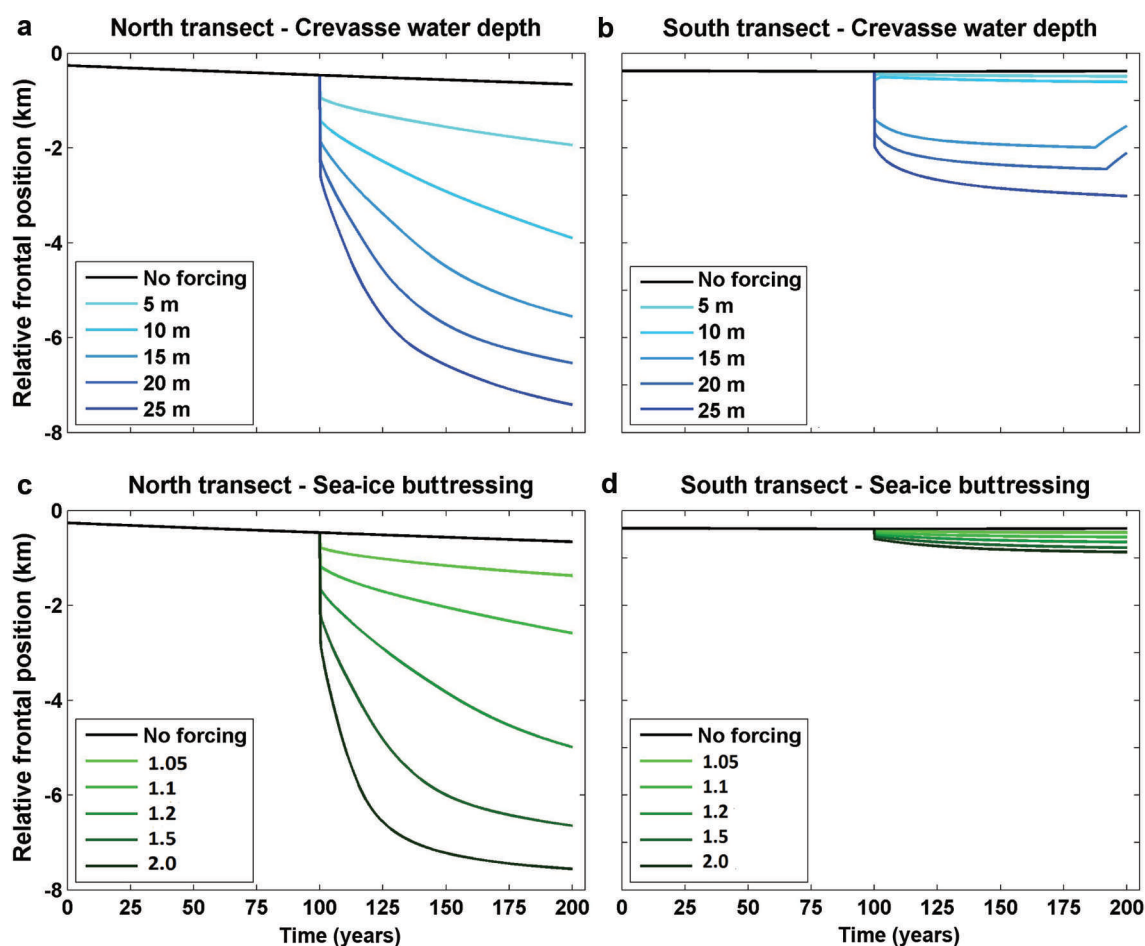 a North transect - Crevasse water depth
Relative frontal position (km)
0
-2
-4
-6
-8
No forcing
5 m
10 m
15 m
20 m
25 m
b South transect - Crevasse water depth
No forcing
5 m
10 m
15 m
20 m
25 m
c North transect - Sea-ice buttressing
Relative frontal position (km)
0
-2
-4
-6
-8
No forcing
1.05
1.1
1.2
1.5
2.0
0 25 50 75 100 125 150 175 200
Time (years)
d South transect - Sea-ice buttressing
No forcing
1.05
1.1
1.2
1.5
2.0
0 25 50 75 100 125 150 175 200
Time (years)